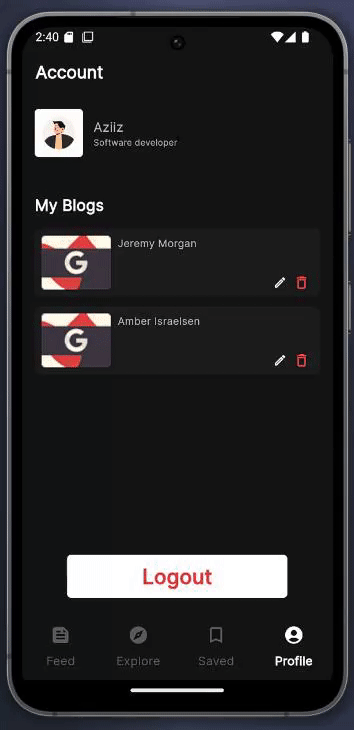 2:40
Account
Aziiz
Software developer
My Blogs
G
Jeremy Morgan
G
Amber Israelsen
Logout
Feed
Explore
Saved
Profile